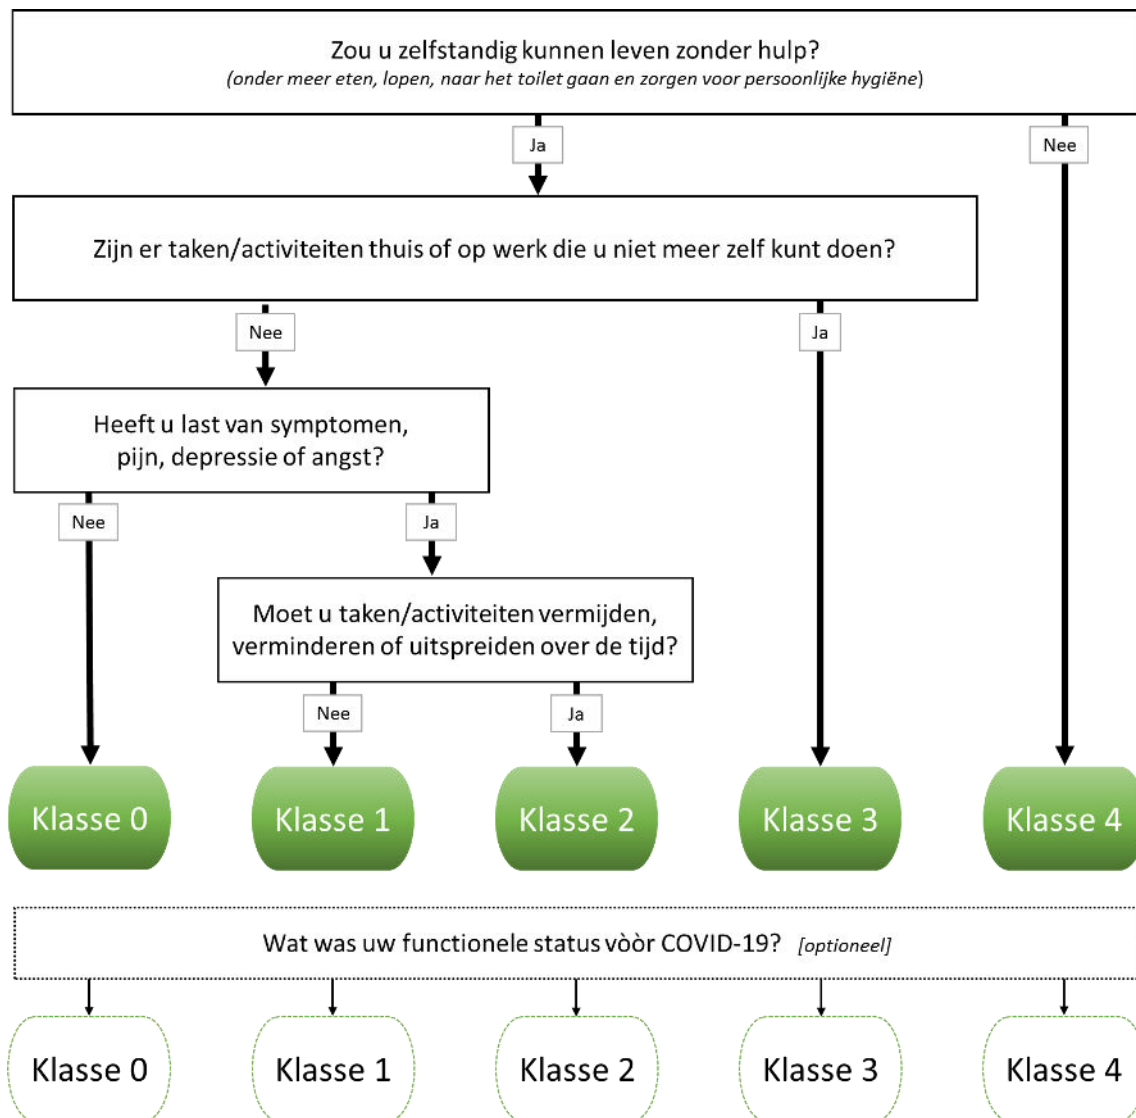 Zou u zelfstandig kunnen leven zonder hulp?
(onder meer eten, lopen, naar het toilet gaan en zorgen voor persoonlijke hygiëne)
Ja
Nee
Zijn er taken/activiteiten thuis of op werk die u niet meer zelf kunt doen?
Nee
Ja
Heeft u last van symptomen,
pijn, depressie of angst?
Nee
Ja
Moet u taken/activiteiten vermijden,
verminderen of uitspreiden over de tijd?
Nee
Ja
Klasse 0
Klasse 1
Klasse 2
Klasse 3
Klasse 4
Wat was uw functionele status vòòr COVID-19? [optioneel]
Klasse 0
Klasse 1
Klasse 2
Klasse 3
Klasse 4